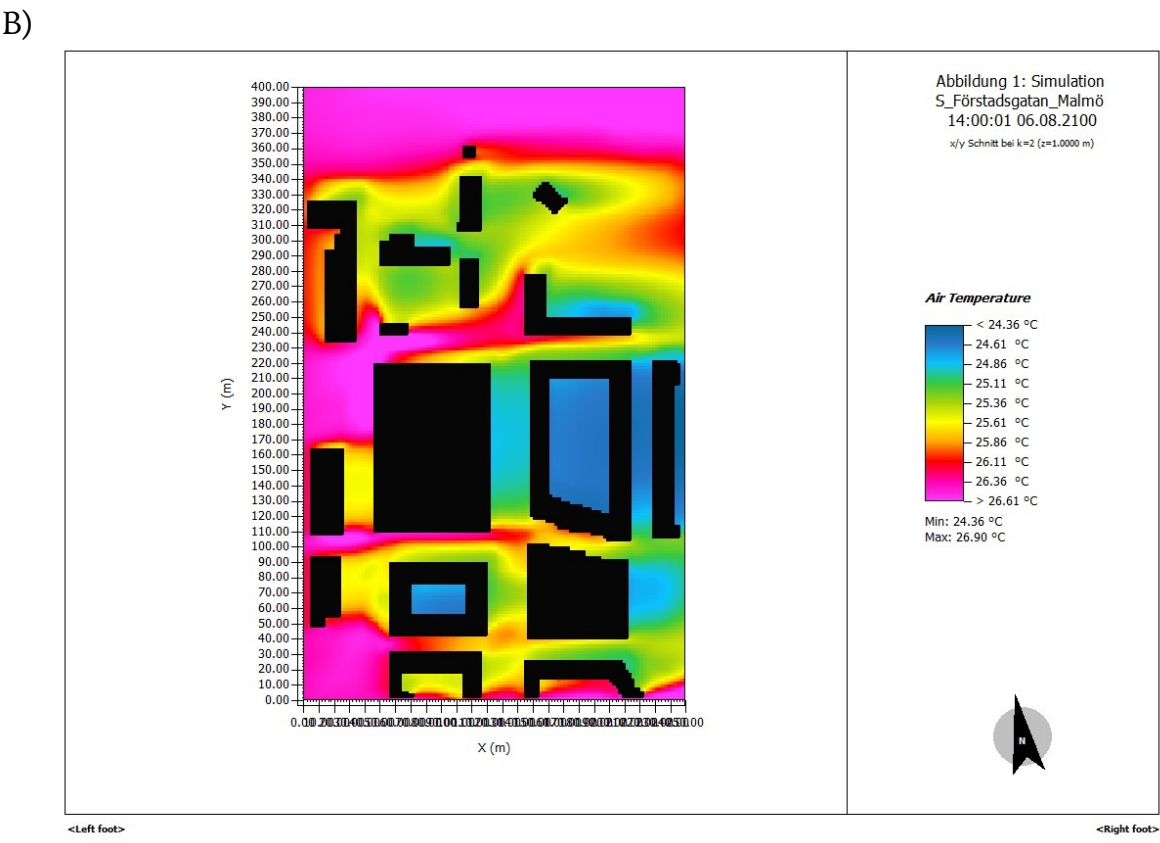 B)
Abbildung 1: Simulation
S_Förstadsgatan_Malmö
14:00:01 06.08.2100
x/y Schnitt bei k=2 (z=1.0000 m)
400.00
390.00
380.00
370.00
360.00
350.00
340.00
330.00
320.00
310.00
300.00
290.00
280.00
270.00
260.00
250.00
240.00
230.00
220.00
210.00
200.00
190.00
180.00
170.00
160.00
150.00
140.00
130.00
120.00
110.00
100.00
90.00
80.00
70.00
60.00
50.00
40.00
30.00
20.00
10.00
0.00
Y (m)
X (m)
Air Temperature
< 24.36 °C
24.61 °C
24.86 °C
25.11 °C
25.36 °C
25.61 °C
25.86 °C
26.11 °C
26.36 °C
> 26.61 °C
Min: 24.36 °C
Max: 26.90 °C
N
<Left foot>
<Right foot>